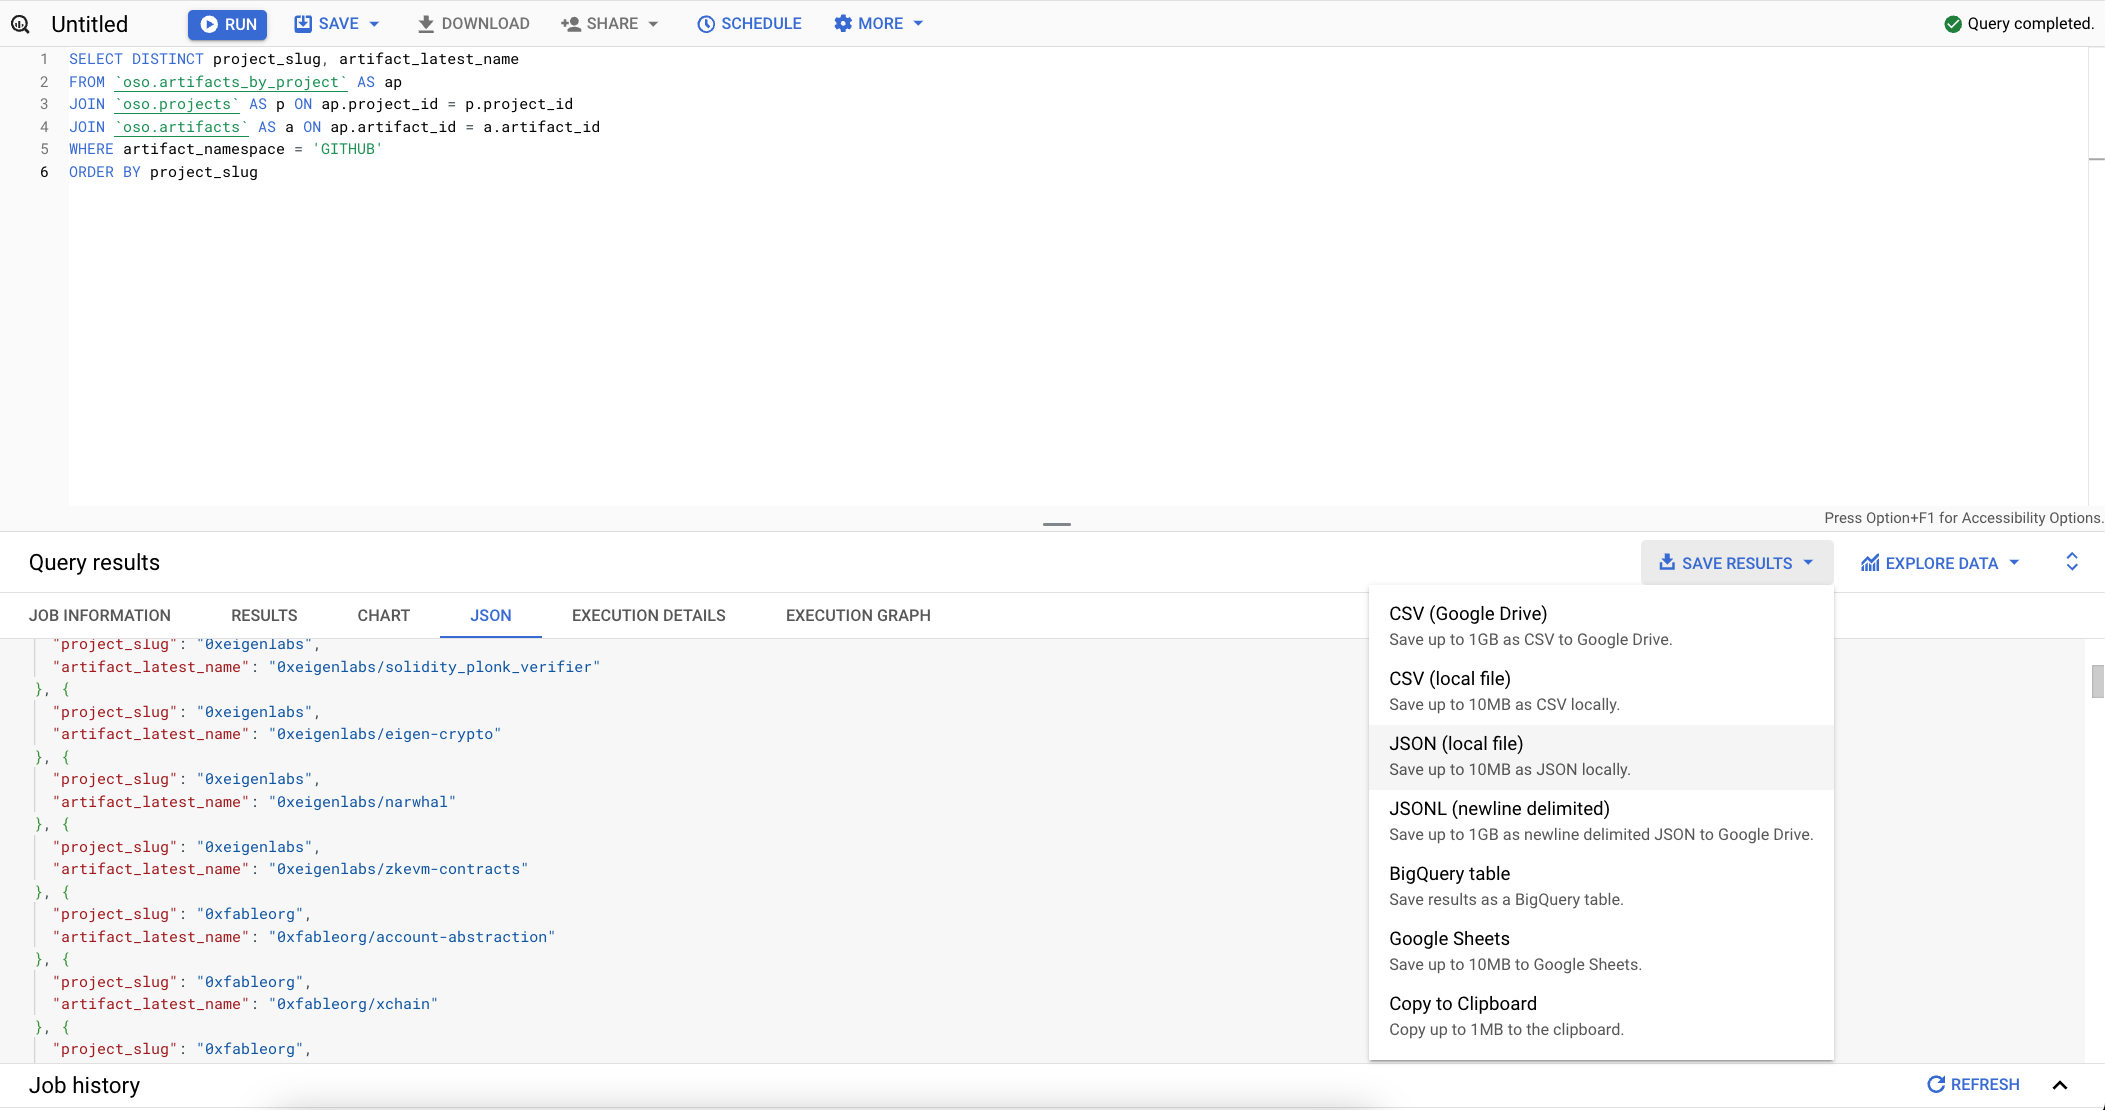 Untitled
RUN
SAVE
DOWNLOAD
SHARE
SCHEDULE
MORE
Query completed.
1 SELECT DISTINCT project_slug, artifact_latest_name
2 FROM `oso.artifacts_by_project` AS ap
3 JOIN `oso.projects` AS p ON ap.project_id = p.project_id
4 JOIN `oso.artifacts` AS a ON ap.artifact_id = a.artifact_id
5 WHERE artifact_namespace = 'GITHUB'
6 ORDER BY project_slug
Press Option+F1 for Accessibility Options.
Query results
SAVE RESULTS
EXPLORE DATA
JOB INFORMATION
RESULTS
CHART
JSON
EXECUTION DETAILS
EXECUTION GRAPH
"project_slug": "0xeigenlabs",
"artifact_latest_name": "0xeigenlabs/solidity_plonk_verifier"
}, {
"project_slug": "0xeigenlabs",
"artifact_latest_name": "0xeigenlabs/eigen-crypto"
}, {
"project_slug": "0xeigenlabs",
"artifact_latest_name": "0xeigenlabs/narwhal"
}, {
"project_slug": "0xeigenlabs",
"artifact_latest_name": "0xeigenlabs/zkevm-contracts"
}, {
"project_slug": "0xfableorg",
"artifact_latest_name": "0xfableorg/account-abstraction"
}, {
"project_slug": "0xfableorg",
"artifact_latest_name": "0xfableorg/xchain"
}, {
"project_slug": "0xfableorg",
CSV (Google Drive)
Save up to 1GB as CSV to Google Drive.
CSV (local file)
Save up to 10MB as CSV locally.
JSON (local file)
Save up to 10MB as JSON locally.
JSONL (newline delimited)
Save up to 1GB as newline delimited JSON to Google Drive.
BigQuery table
Save results as a BigQuery table.
Google Sheets
Save up to 10MB to Google Sheets.
Copy to Clipboard
Copy up to 1MB to the clipboard.
Job history
REFRESH